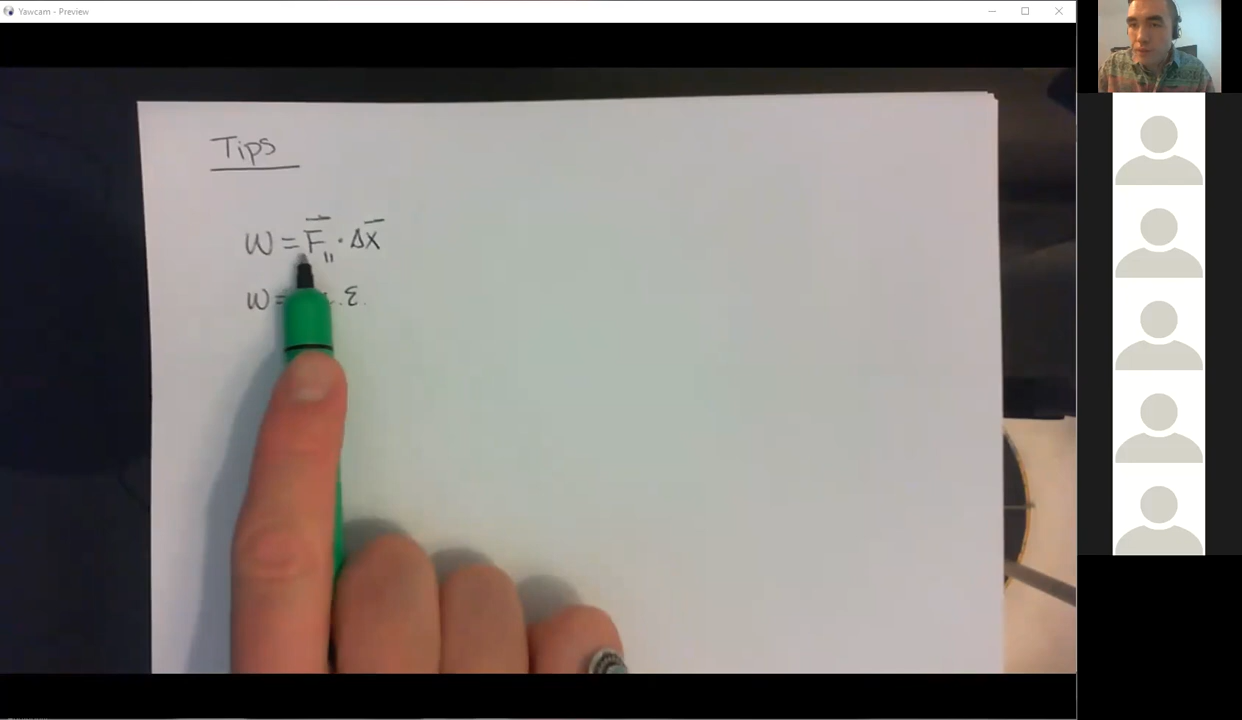 Yawcam - Preview
Tips
W = F⃗∥ · Δx⃗
W =